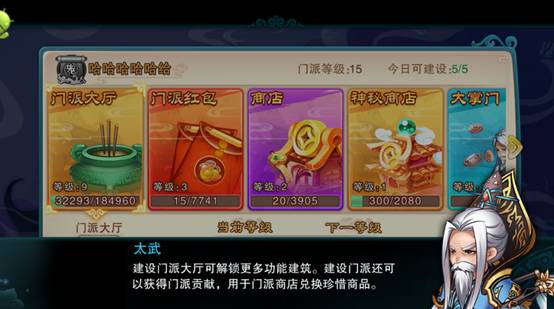 哈哈哈哈哈给
门派等级:15
今日可建设:5/5
门派大厅
门派红包
商店
神秘商店
大掌门
等级:9
等级:3
等级:2
等级:1
32293/184960
15/7741
20/3905
300/2080
门派大厅
当前等级
下一等级
太武
建设门派大厅可解锁更多功能建筑。建设门派还可
以获得门派贡献，用于门派商店兑换珍惜商品。